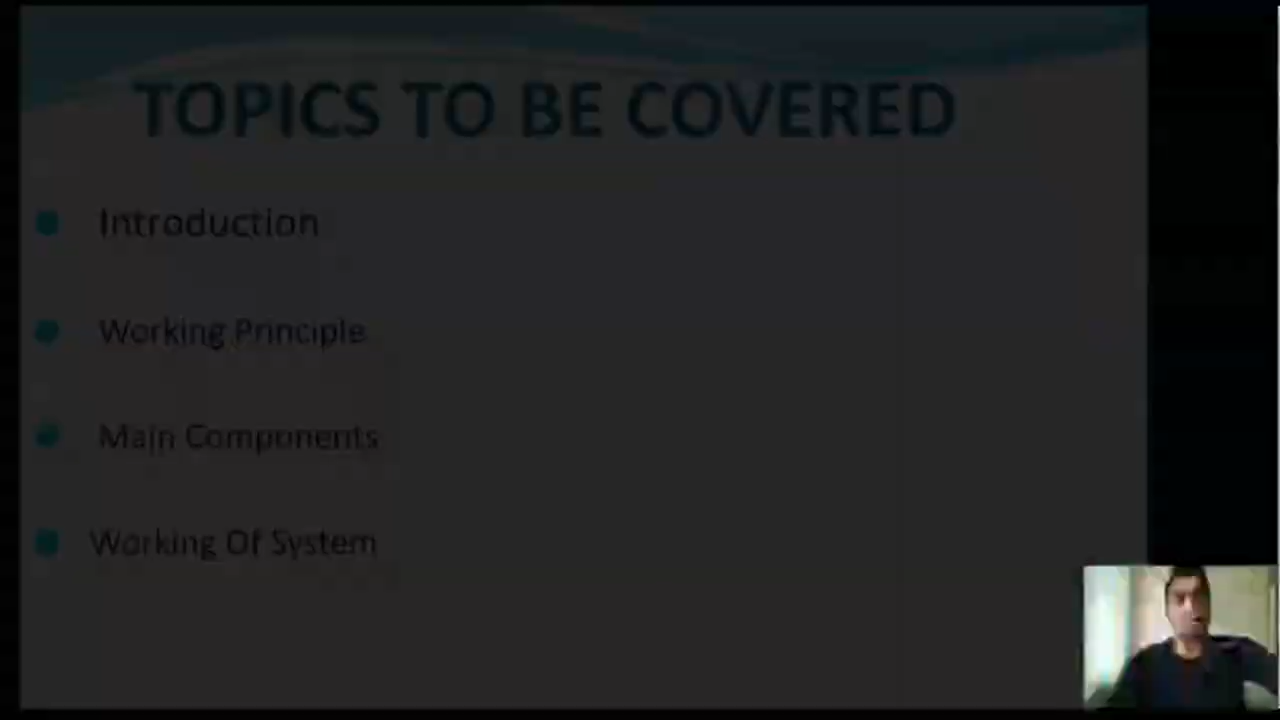 TOPICS TO BE COVERED
Introduction
Working Principle
Main Components
Working Of System